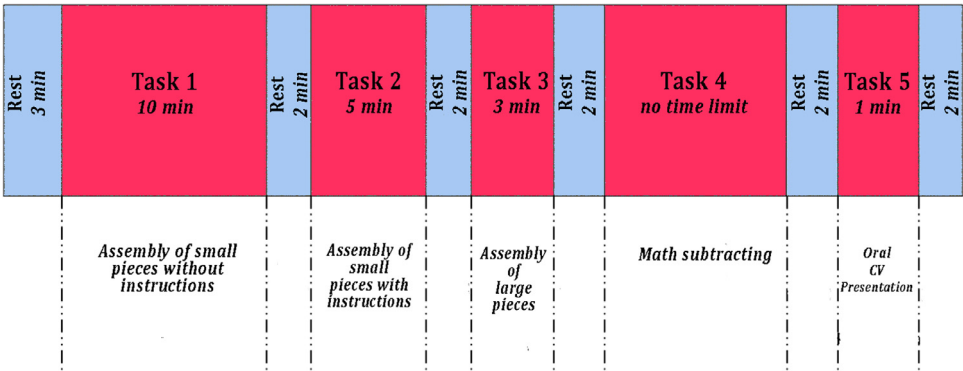 Rest
3 min
Task 1
10 min
Rest
2 min
Task 2
5 min
Rest
2 min
Task 3
3 min
Rest
2 min
Task 4
no time limit
Rest
2 min
Task 5
1 min
Rest
2 min
Assembly of small
pieces without
instructions
Assembly of
small
pieces with
instructions
Assembly
of
large
pieces
Math subtracting
Oral
CV
Presentation